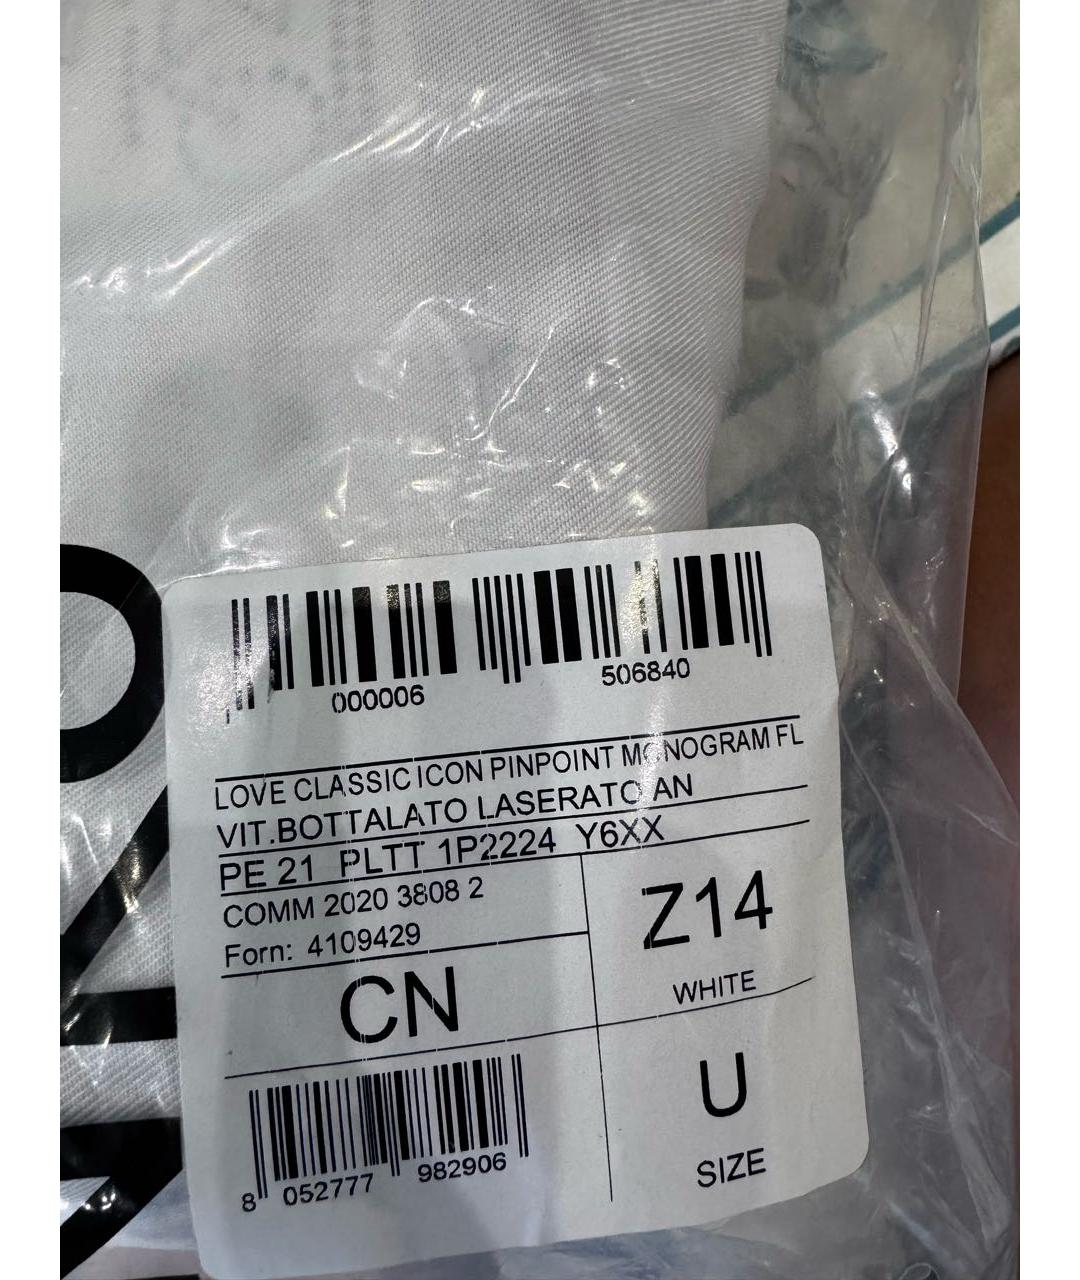 000006 506840
LOVE CLASSIC ICON PINPOINT MONOGRAM FL
VIT.BOTTALATO LASERATO AN
PE 21 PLTT 1P2224 Y6XX
COMM 2020 3808 2
Forn: 4109429
Z14
WHITE
CN
U
SIZE
8 052777 982906